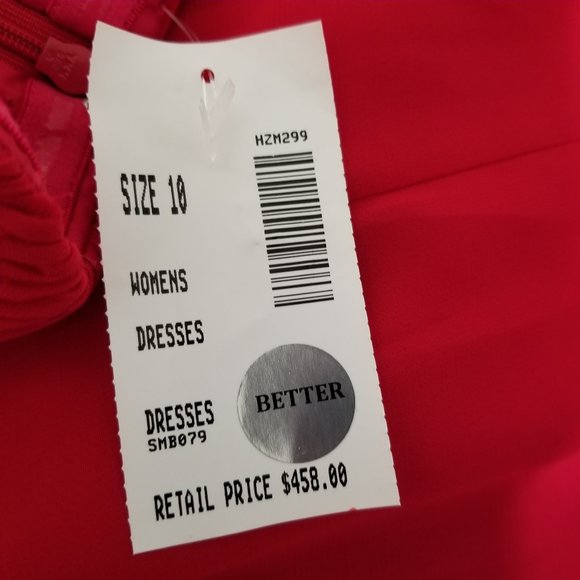 HZM299
SIZE 10
WOMENS
DRESSES
DRESSES
SMB079
BETTER
RETAIL PRICE $458.00